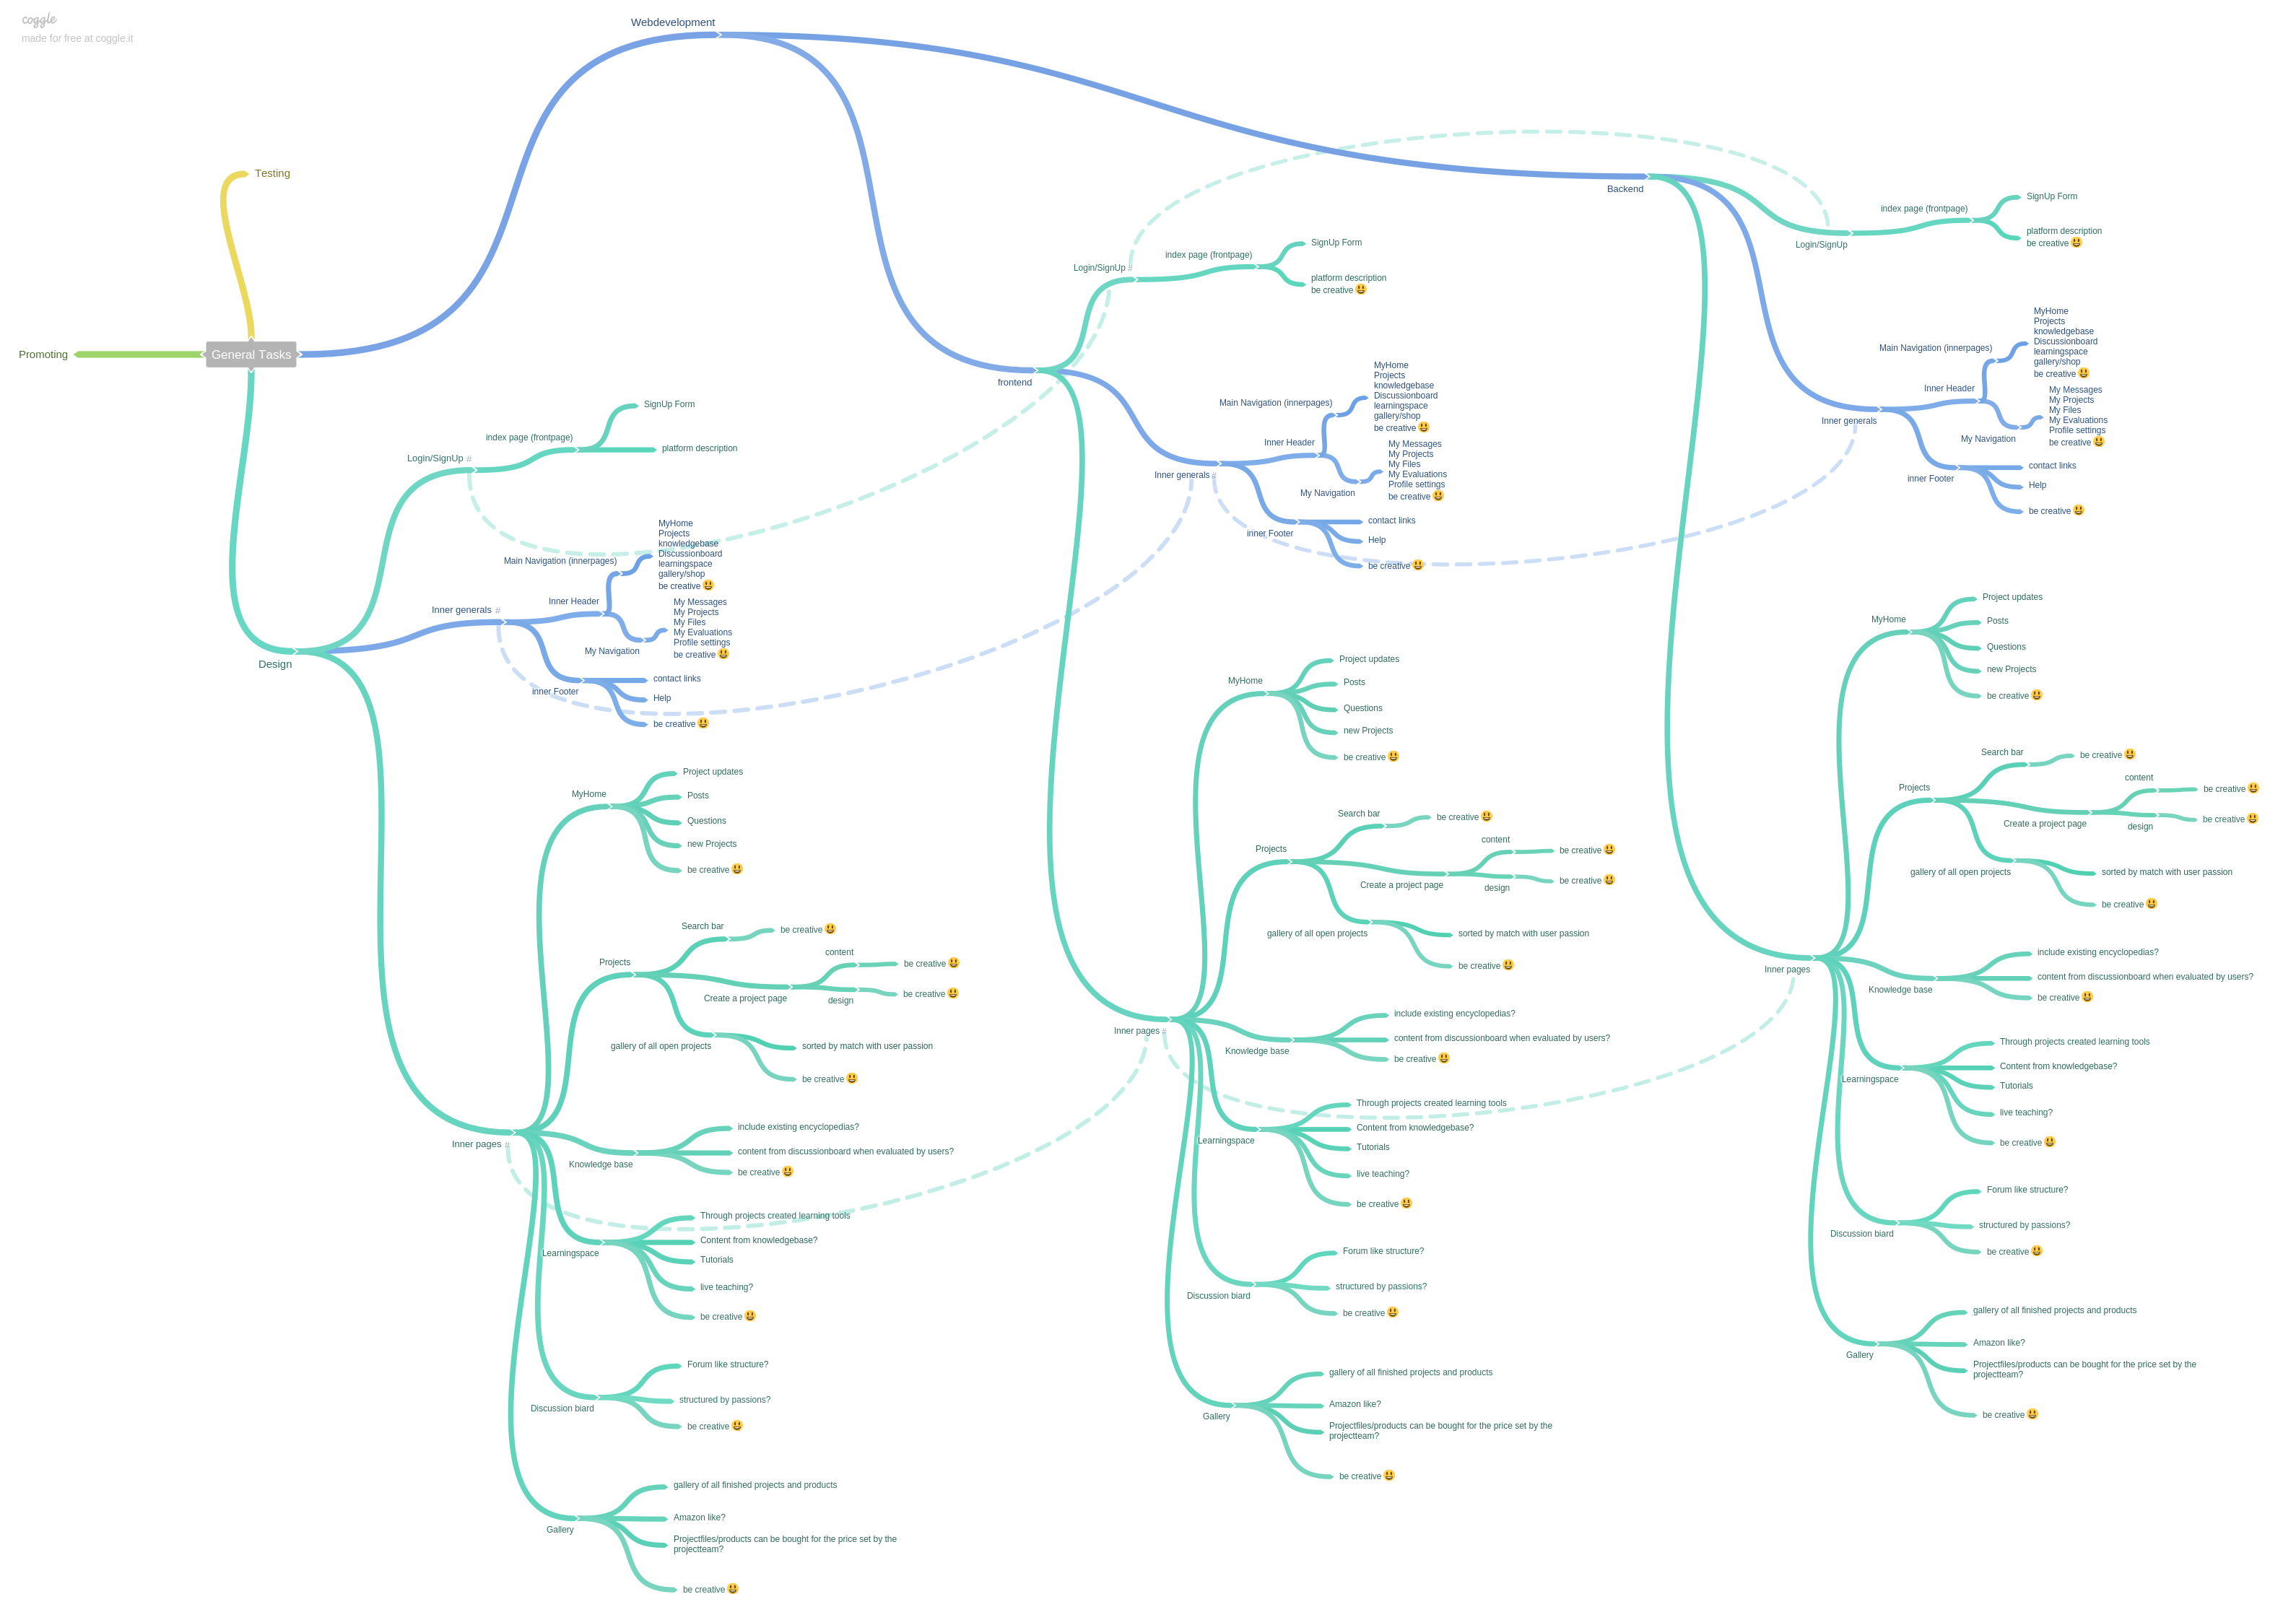 coggle
made for free at coggle.it
General Tasks
Testing
Promoting
Webdevelopment
Design
Login/SignUp #
index page (frontpage)
SignUp Form
platform description
Inner generals #
Inner Header
Main Navigation (innerpages)
MyHome
Projects
knowledgebase
Discussionboard
learningspace
gallery/shop
be creative 😃
My Navigation
My Messages
My Projects
My Files
My Evaluations
Profile settings
be creative 😃
inner Footer
contact links
Help
be creative 😃
Inner pages #
MyHome
Project updates
Posts
Questions
new Projects
be creative 😃
Projects
Search bar
be creative 😃
Create a project page
content
be creative 😃
design
be creative 😃
gallery of all open projects
sorted by match with user passion
be creative 😃
Knowledge base
include existing encyclopedias?
content from discussionboard when evaluated by users?
be creative 😃
Learningspace
Through projects created learning tools
Content from knowledgebase?
Tutorials
live teaching?
be creative 😃
Discussion biard
Forum like structure?
structured by passions?
be creative 😃
Gallery
gallery of all finished projects and products
Amazon like?
Projectfiles/products can be bought for the price set by the
projectteam?
be creative 😃
frontend
Login/SignUp #
index page (frontpage)
SignUp Form
platform description
be creative 😃
Inner generals #
Inner Header
Main Navigation (innerpages)
MyHome
Projects
knowledgebase
Discussionboard
learningspace
gallery/shop
be creative 😃
My Navigation
My Messages
My Projects
My Files
My Evaluations
Profile settings
be creative 😃
inner Footer
contact links
Help
be creative 😃
Inner pages #
MyHome
Project updates
Posts
Questions
new Projects
be creative 😃
Projects
Search bar
be creative 😃
Create a project page
content
be creative 😃
design
be creative 😃
gallery of all open projects
sorted by match with user passion
be creative 😃
Knowledge base
include existing encyclopedias?
content from discussionboard when evaluated by users?
be creative 😃
Learningspace
Through projects created learning tools
Content from knowledgebase?
Tutorials
live teaching?
be creative 😃
Discussion biard
Forum like structure?
structured by passions?
be creative 😃
Gallery
gallery of all finished projects and products
Amazon like?
Projectfiles/products can be bought for the price set by the
projectteam?
be creative 😃
Backend
Login/SignUp
index page (frontpage)
SignUp Form
platform description
be creative 😃
Inner generals
Inner Header
Main Navigation (innerpages)
MyHome
Projects
knowledgebase
Discussionboard
learningspace
gallery/shop
be creative 😃
My Navigation
My Messages
My Projects
My Files
My Evaluations
Profile settings
be creative 😃
inner Footer
contact links
Help
be creative 😃
Inner pages
MyHome
Project updates
Posts
Questions
new Projects
be creative 😃
Projects
Search bar
be creative 😃
Create a project page
content
be creative 😃
design
be creative 😃
gallery of all open projects
sorted by match with user passion
be creative 😃
Knowledge base
include existing encyclopedias?
content from discussionboard when evaluated by users?
be creative 😃
Learningspace
Through projects created learning tools
Content from knowledgebase?
Tutorials
live teaching?
be creative 😃
Discussion biard
Forum like structure?
structured by passions?
be creative 😃
Gallery
gallery of all finished projects and products
Amazon like?
Projectfiles/products can be bought for the price set by the
projectteam?
be creative 😃